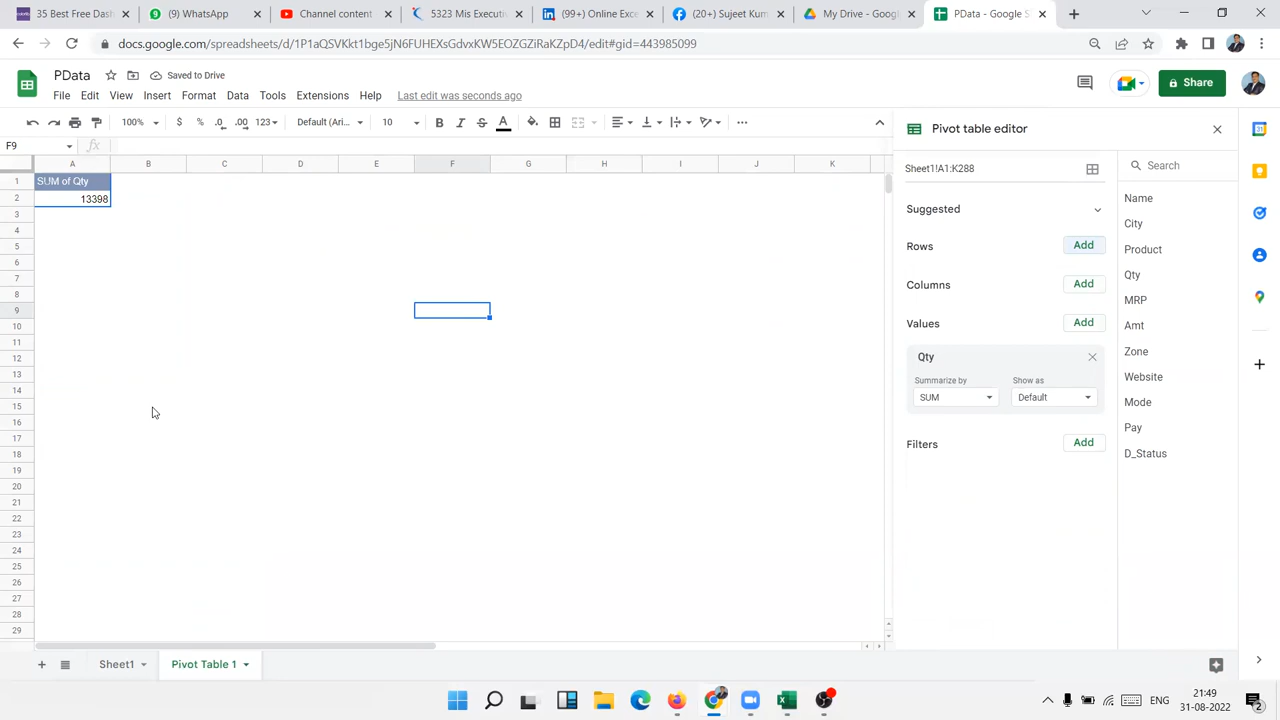 35 Best Free Dash
(9) WhatsApp
Channel content
5323 Mis Executi
(99+) Online Exce
(20+) Sujeet Kum
My Drive - Google
PData - Google S
docs.google.com/spreadsheets/d/1P1aQSVKkt1bge5jN6FUHEXsGdvxKW5EOZGZlRaKZpD4/edit#gid=443985099
PData
Saved to Drive
File Edit View Insert Format Data Tools Extensions Help Last edit was seconds ago
Share
100% $ % .0 .00 123 Default (Ari... 10 B I S A
F9 fx
A B C D E F G H I J K
1 SUM of Qty
2 13398
3
4
5
6
7
8
9
10
11
12
13
14
15
16
17
18
19
20
21
22
23
24
25
26
27
28
29
Pivot table editor
Sheet1!A1:K288
Suggested
Rows Add
Columns Add
Values Add
Qty
Summarize by Show as
SUM Default
Filters Add
Search
Name
City
Product
Qty
MRP
Amt
Zone
Website
Mode
Pay
D_Status
Sheet1 Pivot Table 1
ENG
21:49
31-08-2022
2